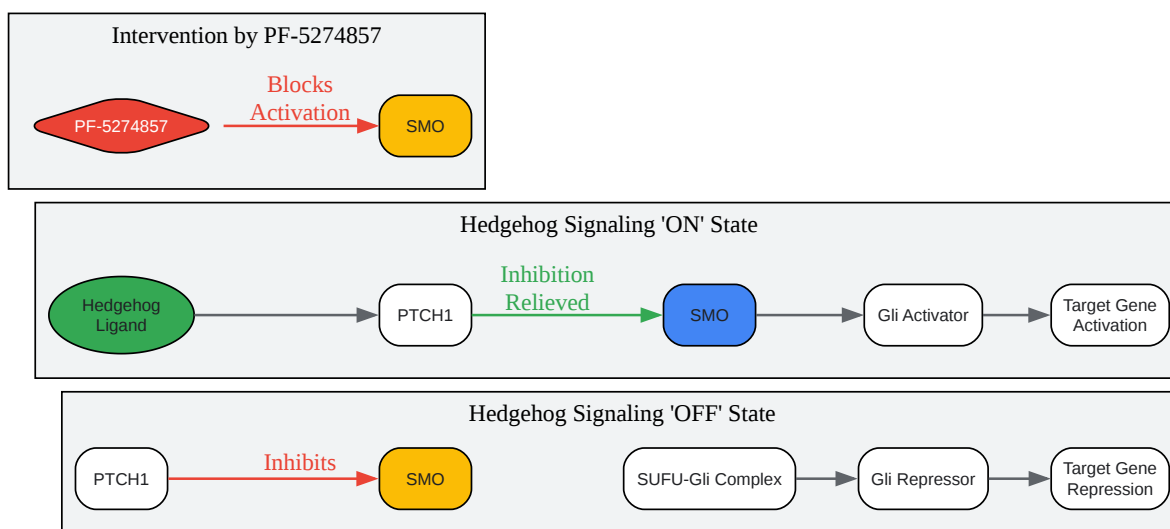 Intervention by PF-5274857
PF-5274857
Blocks
Activation
SMO
Hedgehog Signaling 'ON' State
Hedgehog
Ligand
PTCH1
Inhibition
Relieved
SMO
Gli Activator
Target Gene
Activation
Hedgehog Signaling 'OFF' State
PTCH1
Inhibits
SMO
SUFU-Gli Complex
Gli Repressor
Target Gene
Repression